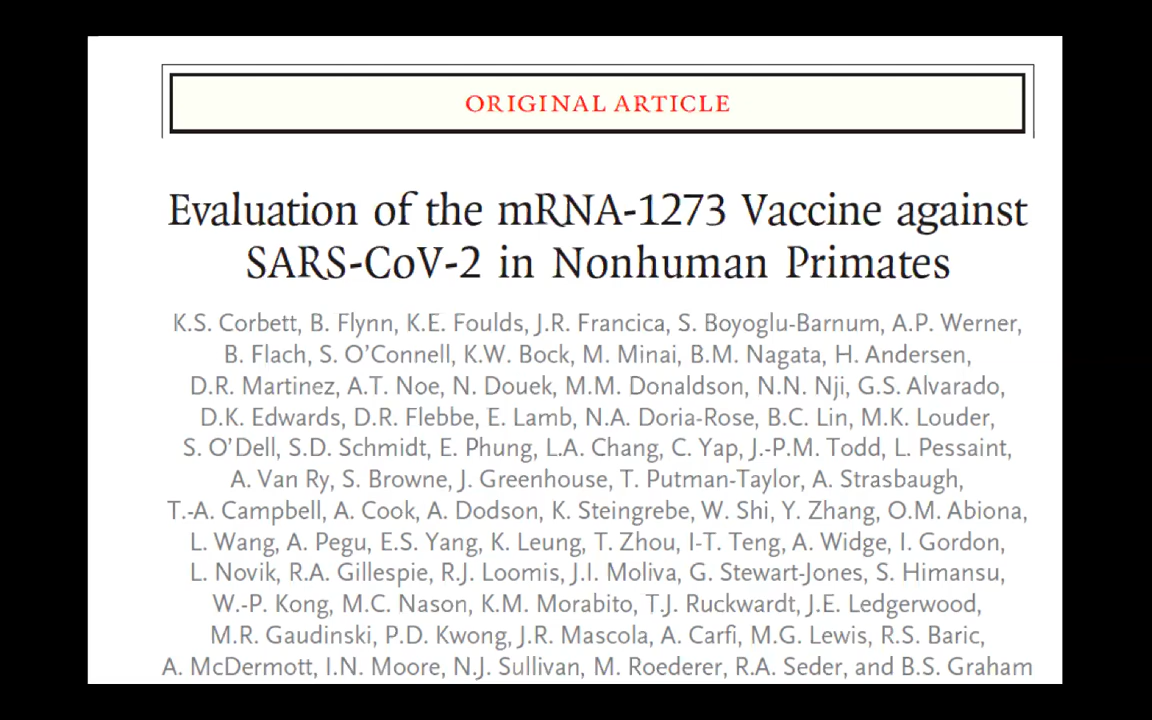 ORIGINAL ARTICLE
Evaluation of the mRNA-1273 Vaccine against
SARS-CoV-2 in Nonhuman Primates
K.S. Corbett, B. Flynn, K.E. Foulds, J.R. Francica, S. Boyoglu-Barnum, A.P. Werner,
B. Flach, S. O’Connell, K.W. Bock, M. Minai, B.M. Nagata, H. Andersen,
D.R. Martinez, A.T. Noe, N. Douek, M.M. Donaldson, N.N. Nji, G.S. Alvarado,
D.K. Edwards, D.R. Flebbe, E. Lamb, N.A. Doria-Rose, B.C. Lin, M.K. Louder,
S. O’Dell, S.D. Schmidt, E. Phung, L.A. Chang, C. Yap, J.-P.M. Todd, L. Pessaint,
A. Van Ry, S. Browne, J. Greenhouse, T. Putman-Taylor, A. Strasbaugh,
T.-A. Campbell, A. Cook, A. Dodson, K. Steingrebe, W. Shi, Y. Zhang, O.M. Abiona,
L. Wang, A. Pegu, E.S. Yang, K. Leung, T. Zhou, I-T. Teng, A. Widge, I. Gordon,
L. Novik, R.A. Gillespie, R.J. Loomis, J.I. Moliva, G. Stewart-Jones, S. Himansu,
W.-P. Kong, M.C. Nason, K.M. Morabito, T.J. Ruckwardt, J.E. Ledgerwood,
M.R. Gaudinski, P.D. Kwong, J.R. Mascola, A. Carfi, M.G. Lewis, R.S. Baric,
A. McDermott, I.N. Moore, N.J. Sullivan, M. Roederer, R.A. Seder, and B.S. Graham